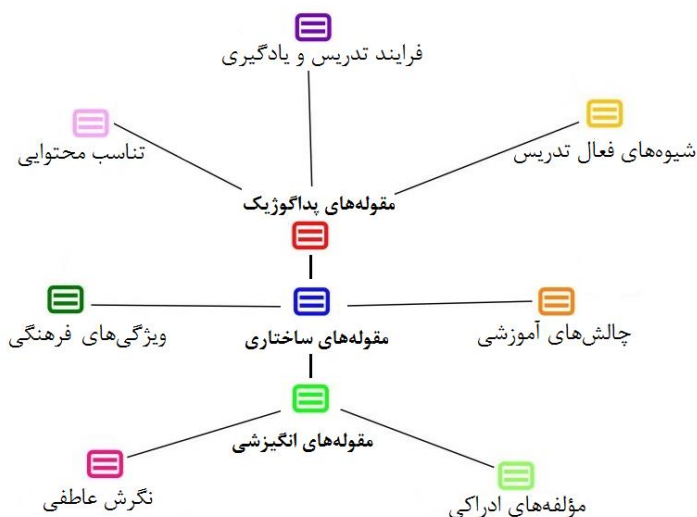 فرایند تدریس و یادگیری
شیوه‌های فعال تدریس
تناسب محتوایی
مقوله‌های پداگوژیک
چالش‌های آموزشی
مقوله‌های ساختاری
ویژگی‌های فرهنگی
مقوله‌های انگیزشی
مؤلفه‌های ادراکی
نگرش عاطفی